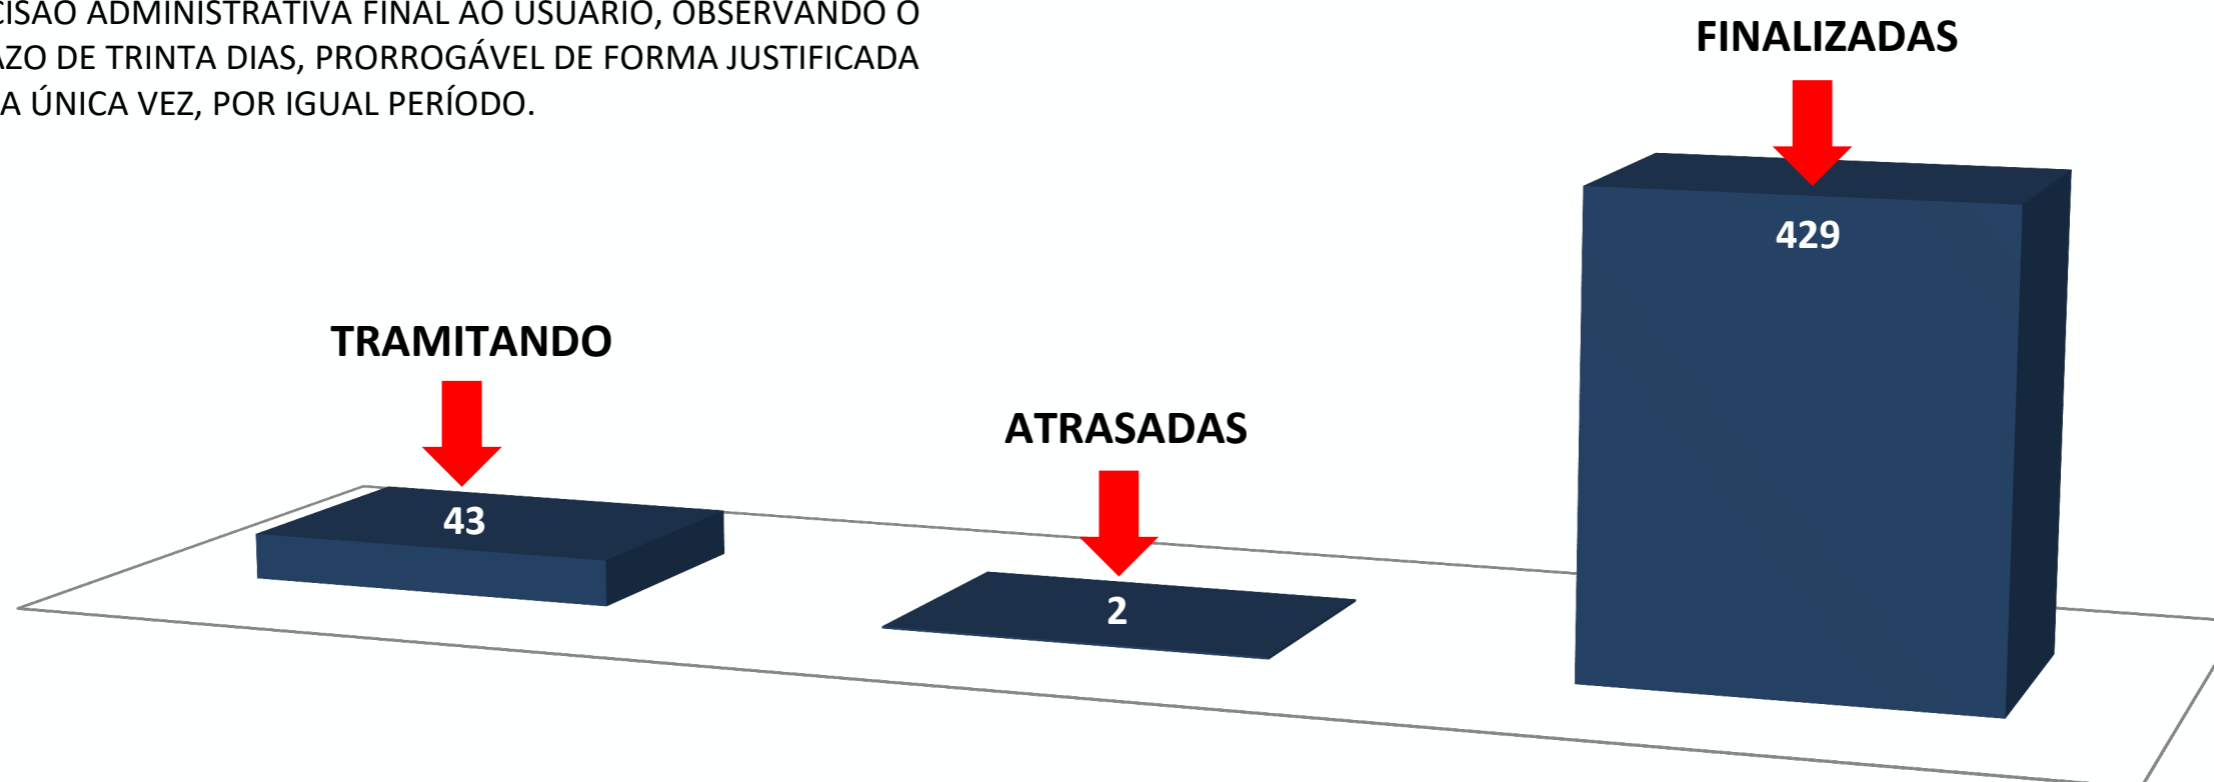 CISÃO ADMINISTRATIVA FINAL AO USUÁRIO, OBSERVANDO O
AZO DE TRINTA DIAS, PRORROGÁVEL DE FORMA JUSTIFICADA
A ÚNICA VEZ, POR IGUAL PERÍODO.
FINALIZADAS
429
TRAMITANDO
43
ATRASADAS
2